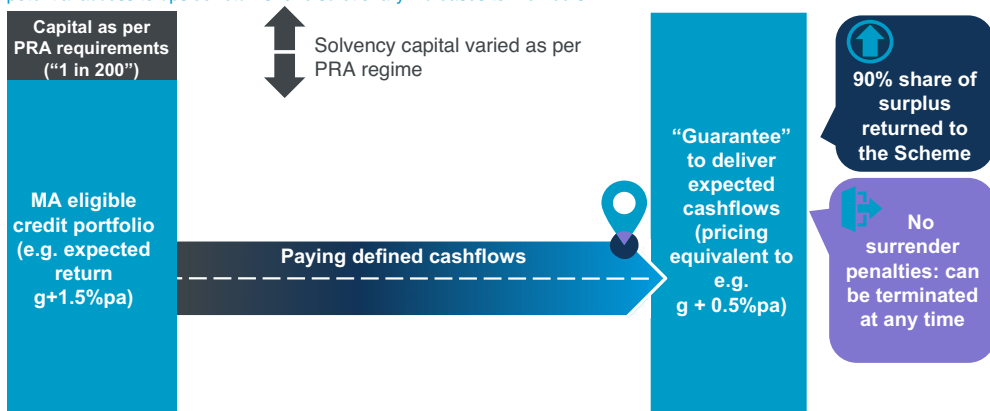 Capital as per
PRA requirements
(“1 in 200”)
Solvency capital varied as per
PRA regime
90% share of
surplus
returned to
the Scheme
“Guarantee”
to deliver
expected
cashflows
(pricing
equivalent to
e.g.
g + 0.5%pa)
MA eligible
credit portfolio
(e.g. expected
return
g+1.5%pa)
Paying defined cashflows
No
surrender
penalties: can
be terminated
at any time